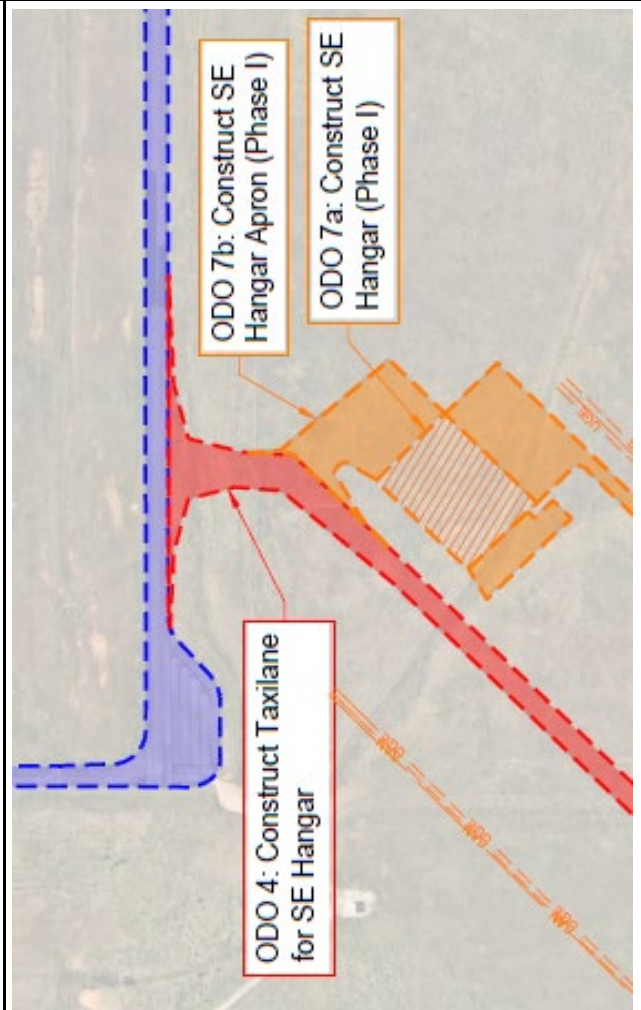 ODO 7b: Construct SE
Hangar Apron (Phase I)
ODO 7a: Construct SE
Hangar (Phase I)
ODO 4: Construct Taxilane
for SE Hangar
UGE